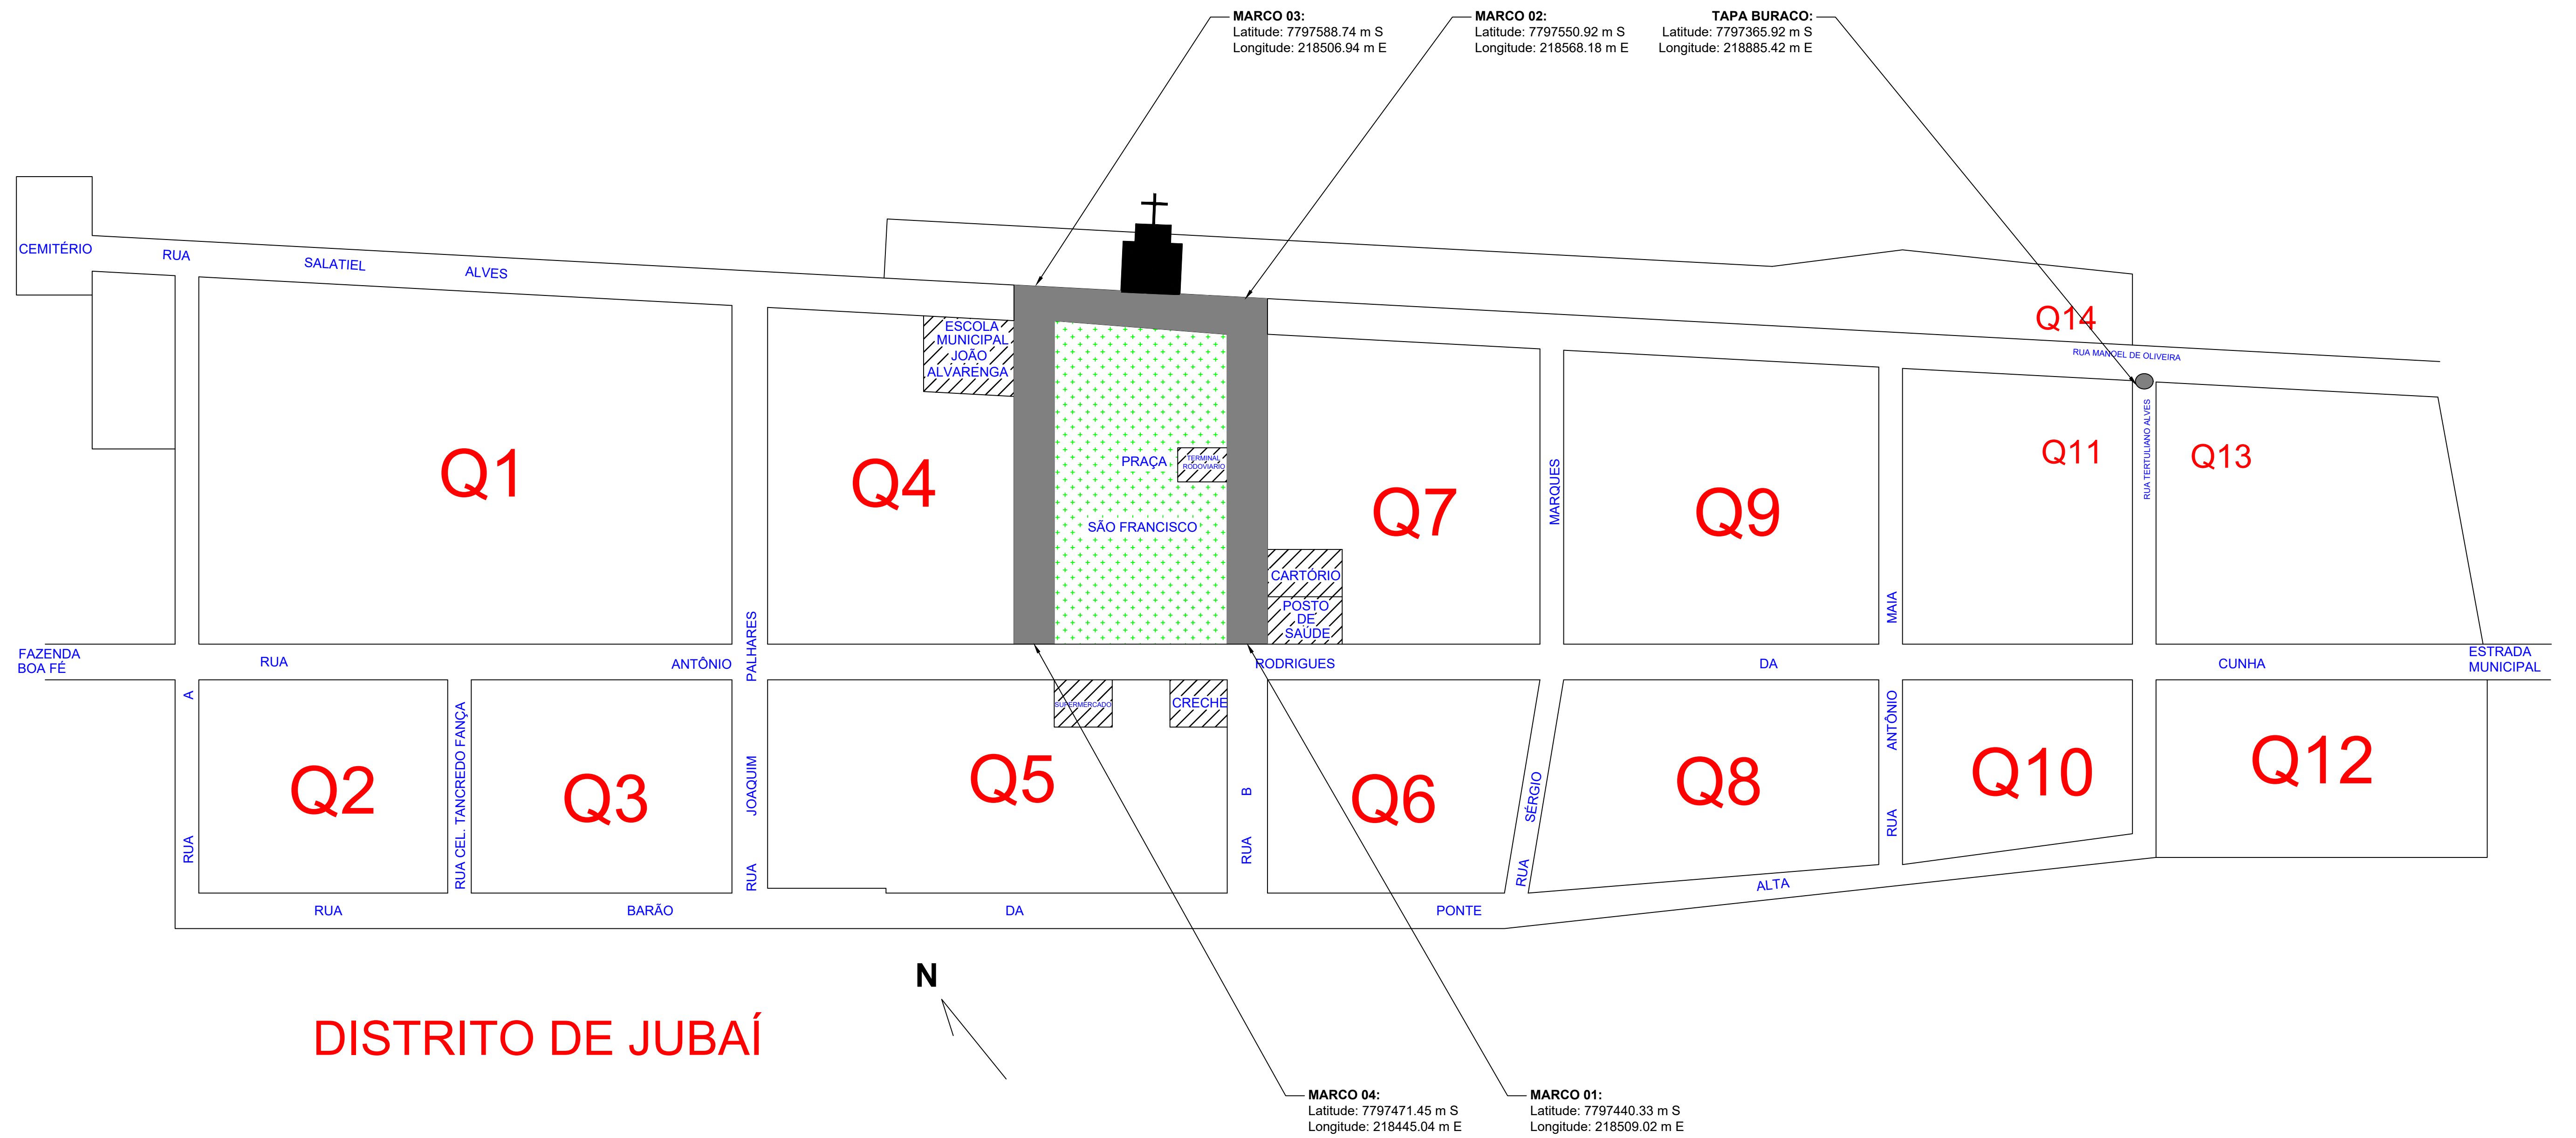 MARCO 03:
Latitude: 7797588.74 m S
Longitude: 218506.94 m E
MARCO 02:
Latitude: 7797550.92 m S
Longitude: 218568.18 m E
TAPA BURACO:
Latitude: 7797365.92 m S
Longitude: 218885.42 m E
CEMITÉRIO
RUA SALATIEL ALVES
ESCOLA
MUNICIPAL
JOÃO
ALVARENGA
Q14
RUA MANOEL DE OLIVEIRA
Q1
Q4
PRAÇA
TERMINAL
RODOVIARIO
SÃO FRANCISCO
Q7
MARQUES
Q9
Q11
RUA TERTULIANO ALVES
Q13
CARTÓRIO
POSTO
DE
SAÚDE
PALHARES
MAIA
FAZENDA
BOA FÉ
RUA ANTÔNIO RODRIGUES DA CUNHA
ESTRADA
MUNICIPAL
A
RUA
RUA CEL. TANCREDO FANÇA
JOAQUIM
RUA
SUPERMERCADO
CRECHE
B
RUA
SÉRGIO
RUA
ANTÔNIO
RUA
Q2
Q3
Q5
Q6
Q8
Q10
Q12
RUA BARÃO DA PONTE ALTA
N
DISTRITO DE JUBAÍ
MARCO 04:
Latitude: 7797471.45 m S
Longitude: 218445.04 m E
MARCO 01:
Latitude: 7797440.33 m S
Longitude: 218509.02 m E